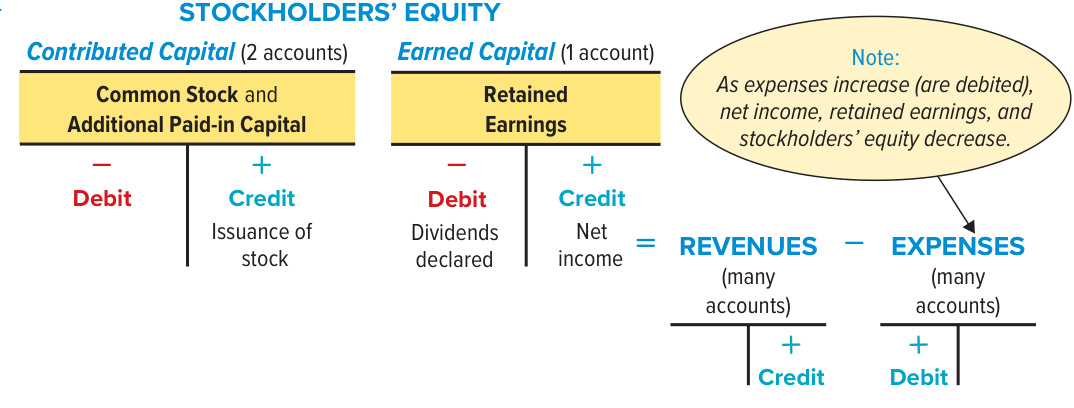 STOCKHOLDERS’ EQUITY
Contributed Capital (2 accounts)
Common Stock and
Additional Paid-in Capital
−
Debit
+
Credit
Issuance of
stock
Earned Capital (1 account)
Retained
Earnings
−
Debit
Dividends
declared
+
Credit
Net
income
=
REVENUES
(many
accounts)
+
Credit
−
EXPENSES
(many
accounts)
+
Debit
Note:
As expenses increase (are debited),
net income, retained earnings, and
stockholders’ equity decrease.